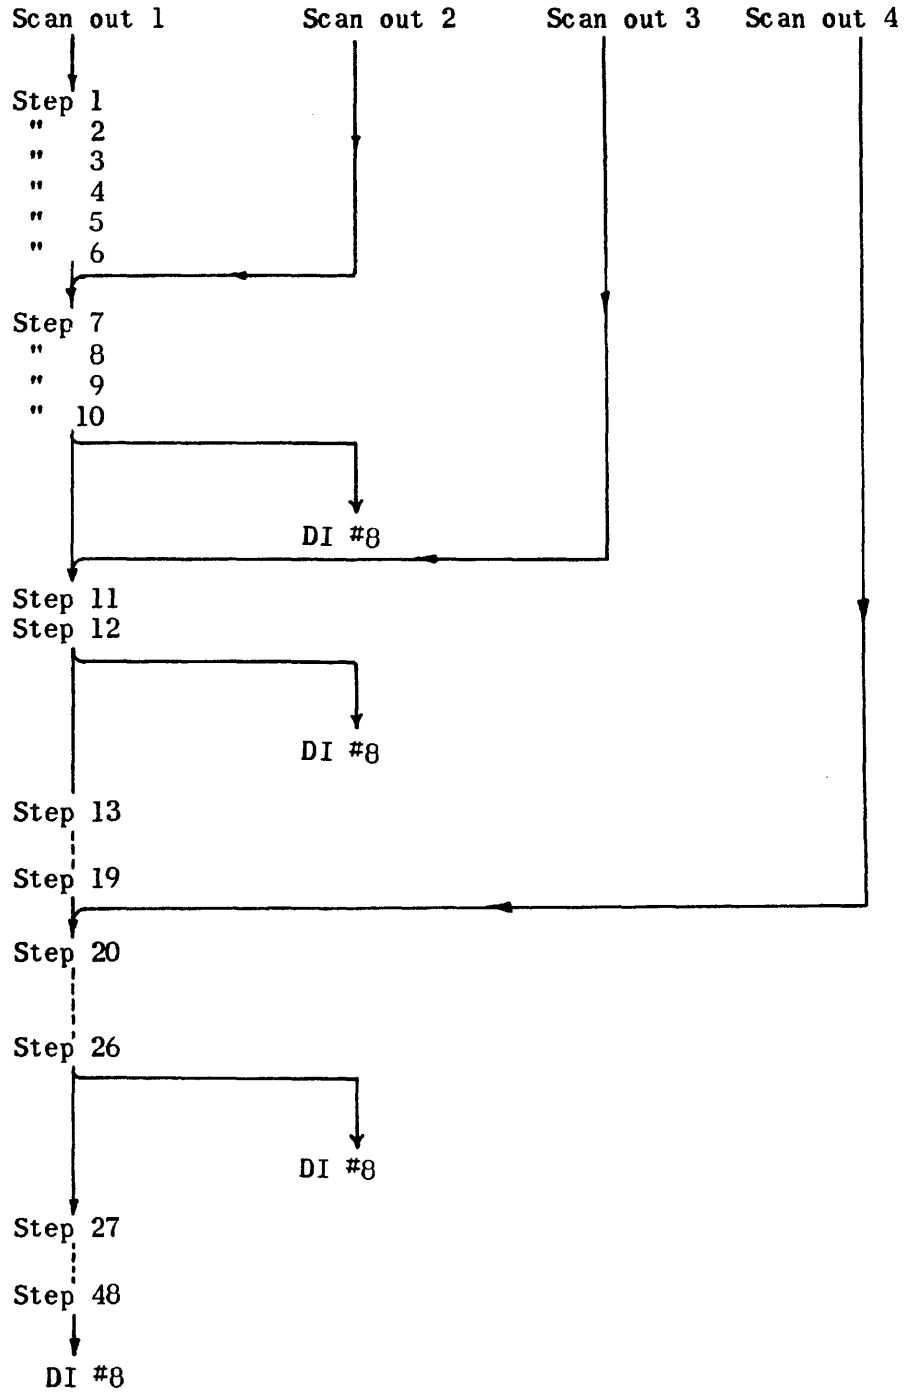 Scan out 1 Scan out 2 Scan out 3 Scan out 4
Step 1
" 2
" 3
" 4
" 5
" 6
Step 7
" 8
" 9
" 10
DI #8
Step 11
Step 12
DI #8
Step 13
Step 19
Step 20
Step 26
DI #8
Step 27
Step 48
DI #8